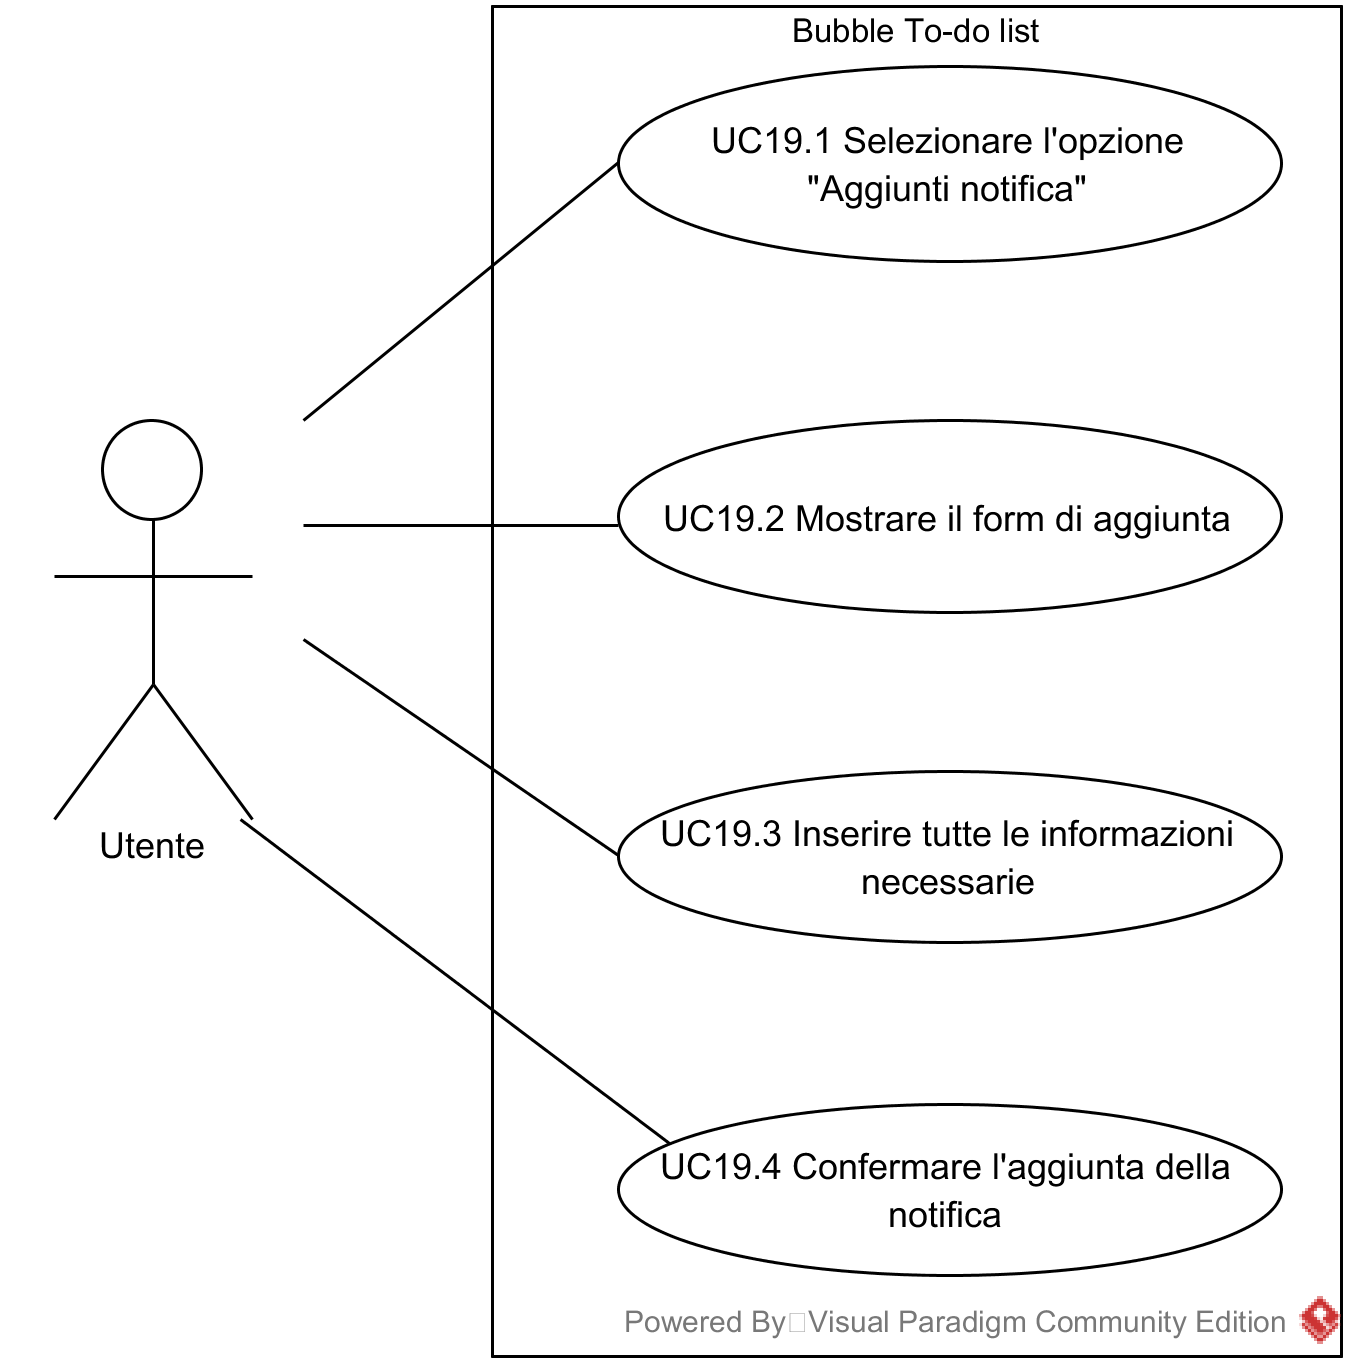 Bubble To-do list
UC19.1 Selezionare l'opzione
"Aggiunti notifica"
UC19.2 Mostrare il form di aggiunta
UC19.3 Inserire tutte le informazioni
necessarie
Utente
UC19.4 Confermare l'aggiunta della
notifica
Powered By Visual Paradigm Community Edition